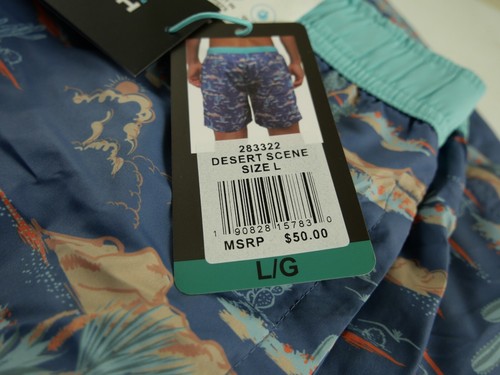 283322
DESERT SCENE
SIZE L
1 90828 15783 0
MSRP $50.00
L/G